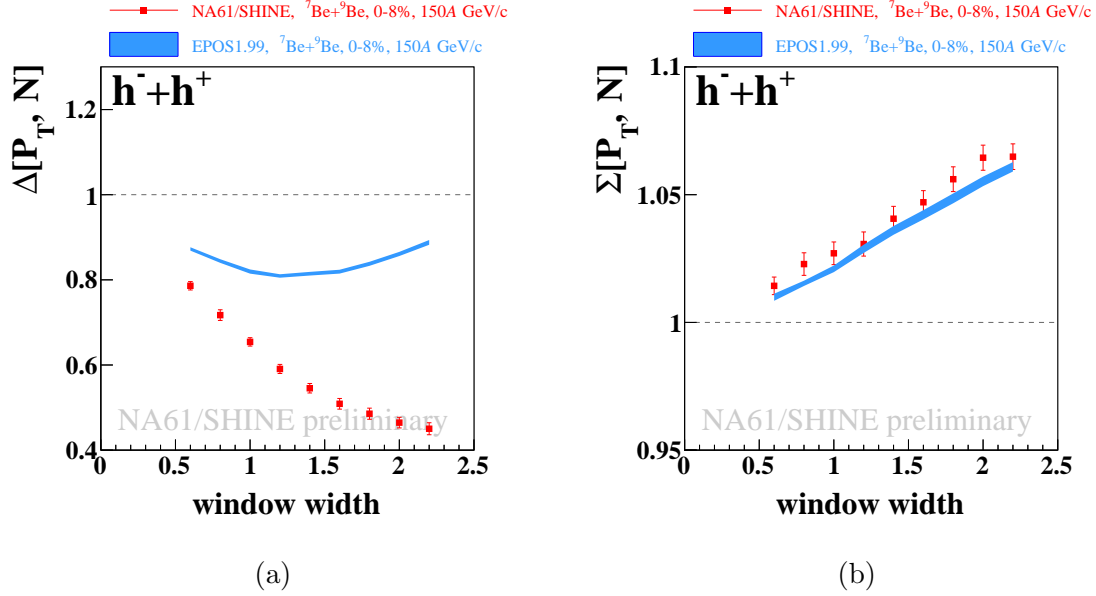 NA61/SHINE, ⁷Be+⁹Be, 0-8%, 150A GeV/c
EPOS1.99, ⁷Be+⁹Be, 0-8%, 150A GeV/c
h⁻+h⁺
Δ[P_T, N]
1.2
1
0.8
0.6
0.4
NA61/SHINE preliminary
0 0.5 1 1.5 2 2.5
window width
(a)
NA61/SHINE, ⁷Be+⁹Be, 0-8%, 150A GeV/c
EPOS1.99, ⁷Be+⁹Be, 0-8%, 150A GeV/c
h⁻+h⁺
Σ[P_T, N]
1.1
1.05
1
0.95
NA61/SHINE preliminary
0 0.5 1 1.5 2 2.5
window width
(b)